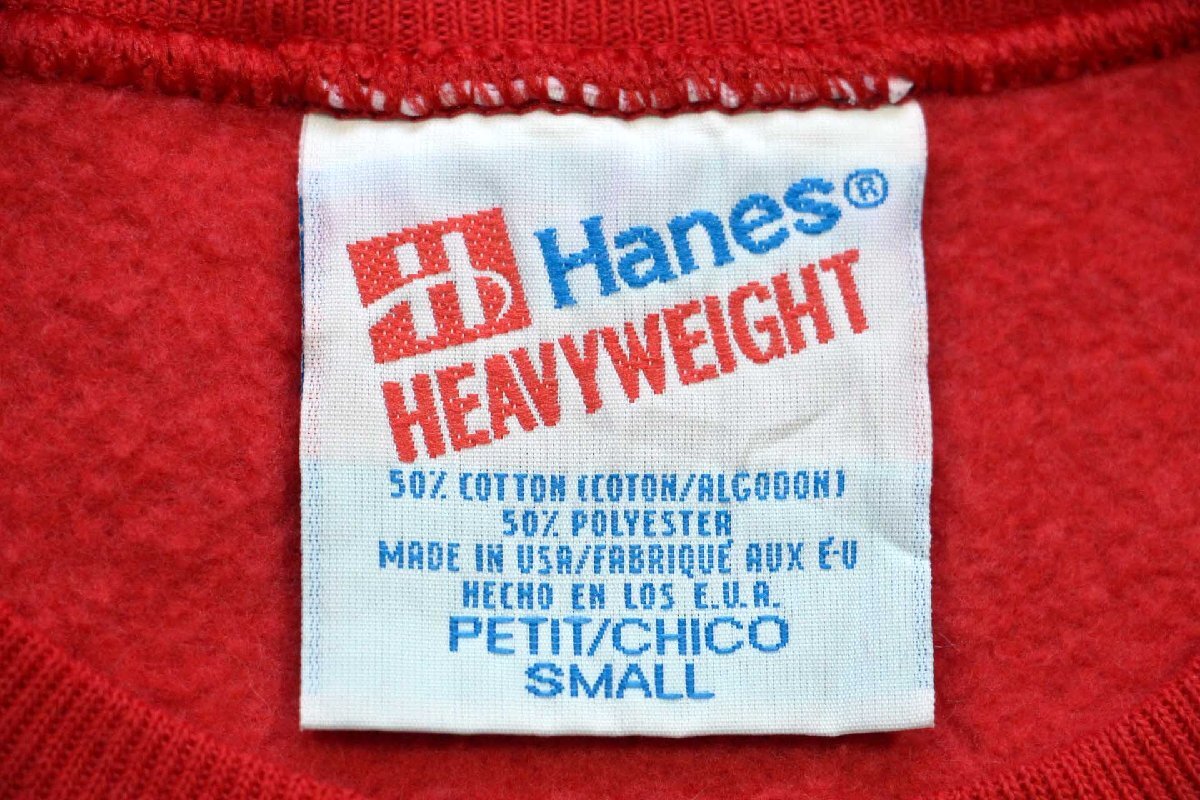 Hanes®
HEAVYWEIGHT
50% COTTON (COTON/ALGODON)
50% POLYESTER
MADE IN USA/FABRIQUÉ AUX É-U
HECHO EN LOS E.U.A.
PETIT/CHICO
SMALL